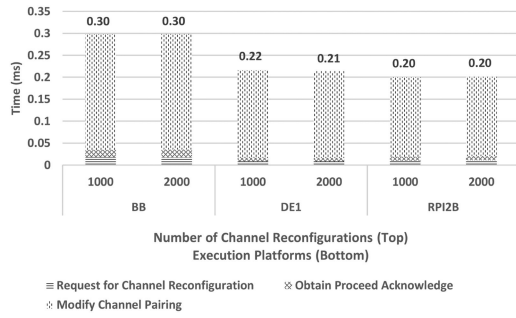 0.35
0.3
0.25
0.2
0.15
0.1
0.05
0
Time (ms)
0.30 0.30 0.22 0.21 0.20 0.20
1000 2000 1000 2000 1000 2000
BB DE1 RPI2B
Number of Channel Reconfigurations (Top)
Execution Platforms (Bottom)
Request for Channel Reconfiguration Obtain Proceed Acknowledge
Modify Channel Pairing